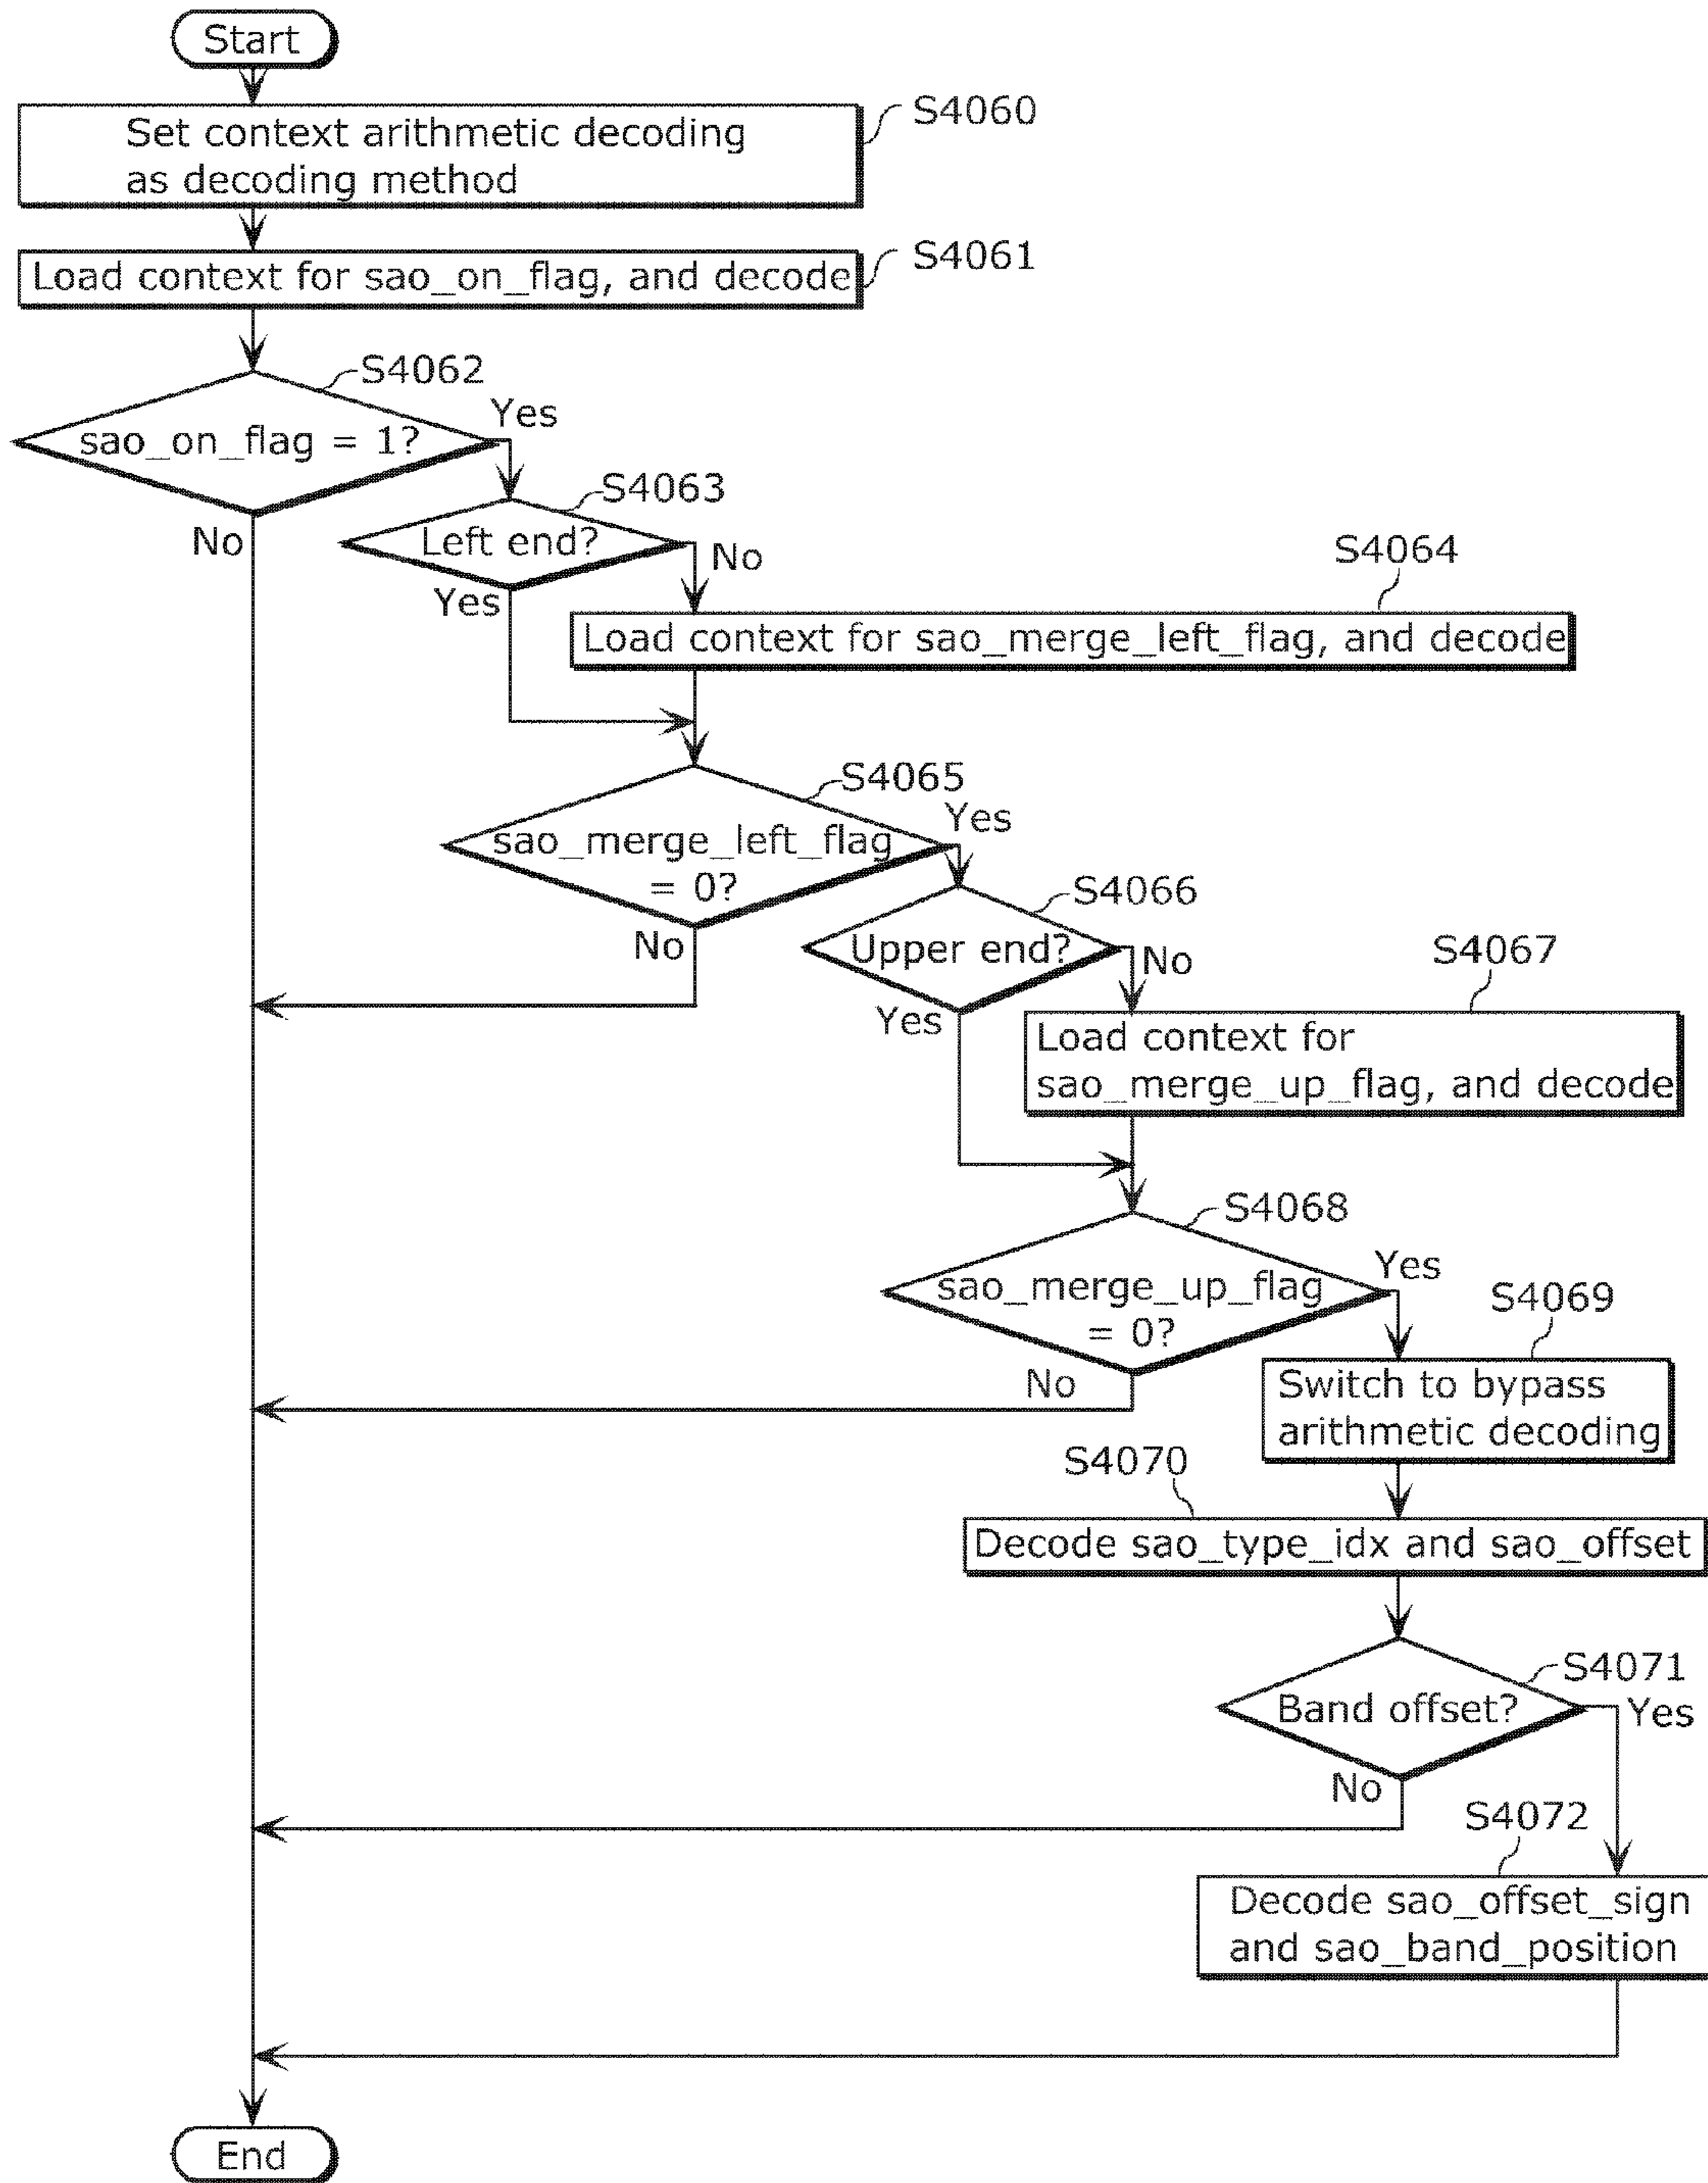 Start
S4060
Set context arithmetic decoding
as decoding method
S4061
Load context for sao_on_flag, and decode
S4062
sao_on_flag = 1?
Yes
No
S4063
Left end?
No
Yes
S4064
Load context for sao_merge_left_flag, and decode
S4065
sao_merge_left_flag
= 0?
Yes
No
S4066
Upper end?
No
Yes
S4067
Load context for
sao_merge_up_flag, and decode
S4068
sao_merge_up_flag
= 0?
Yes
No
S4069
Switch to bypass
arithmetic decoding
S4070
Decode sao_type_idx and sao_offset
S4071
Band offset?
Yes
No
S4072
Decode sao_offset_sign
and sao_band_position
End